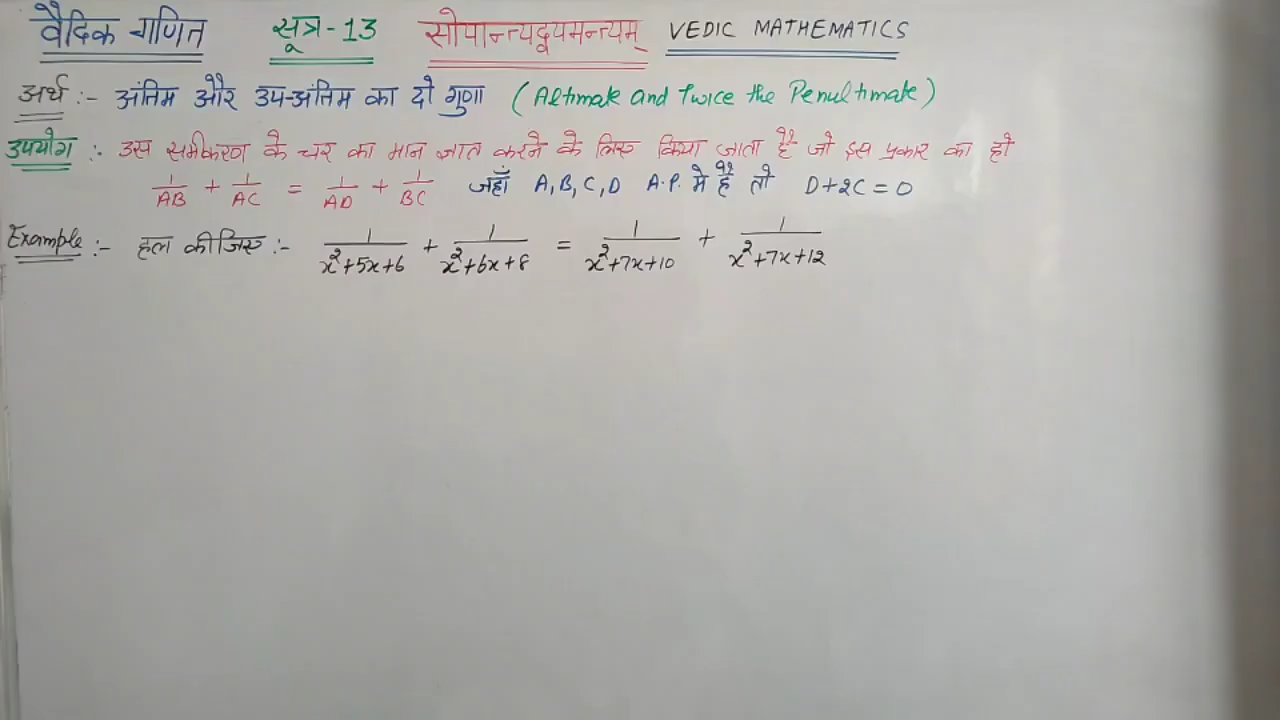 वैदिक गणित सूत्र-13 सोपान्त्यद्वयमन्त्यम् VEDIC MATHEMATICS
अर्थ :- अंतिम और उप-अंतिम का दो गुणा (Altimate and Twice the Penultimate)
उपयोग :- उस समीकरण के चर का मान ज्ञात करने के लिए किया जाता है जो इस प्रकार का हो
1/AB + 1/AC = 1/AD + 1/BC जहाँ A, B, C, D A.P. में है तो D+2C=0
Example :- हल कीजिए :- 1/(x²+5x+6) + 1/(x²+6x+8) = 1/(x²+7x+10) + 1/(x²+7x+12)